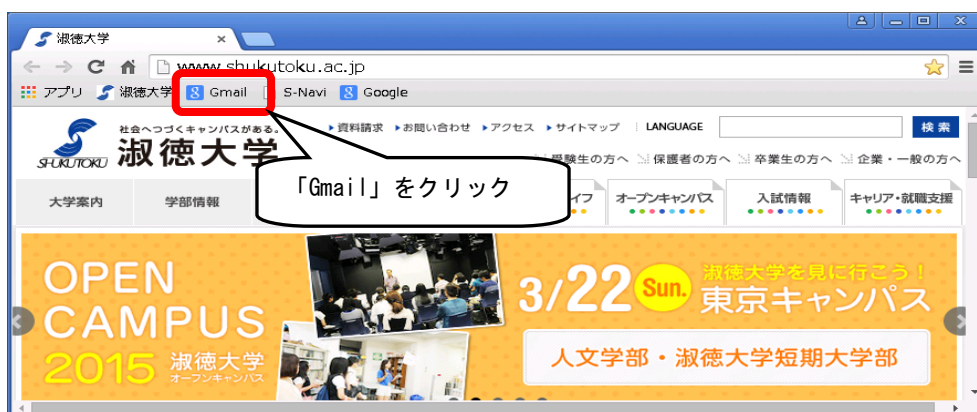 淑徳大学
www.shukutoku.ac.jp
アプリ 淑徳大学 Gmail S-Navi Google
社会へつづくキャンパスがある。
SHUKUTOKU 淑徳大学
資料請求 お問い合わせ アクセス サイトマップ LANGUAGE 検索
受験生の方へ 保護者の方へ 卒業生の方へ 企業・一般の方へ
「Gmail」をクリック
大学案内 学部情報 イフ オープンキャンパス 入試情報 キャリア・就職支援
OPEN
CAMPUS
2015 淑徳大学
オープンキャンパス
3/22 Sun.
淑徳大学を見に行こう!
東京キャンパス
人文学部・淑徳大学短期大学部